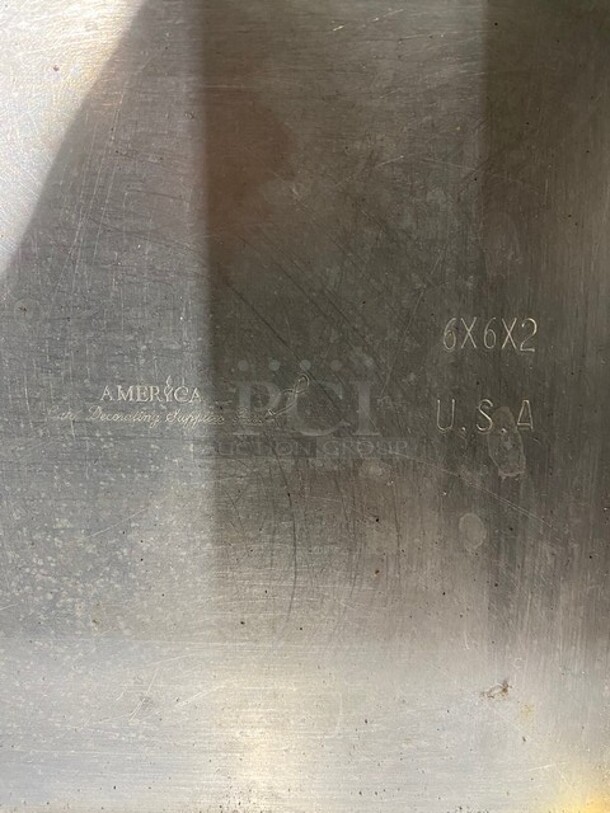 6X6X2
AMERICA
Cake Decorating Supplies
U.S.A
PCI
AUCTION GROUP